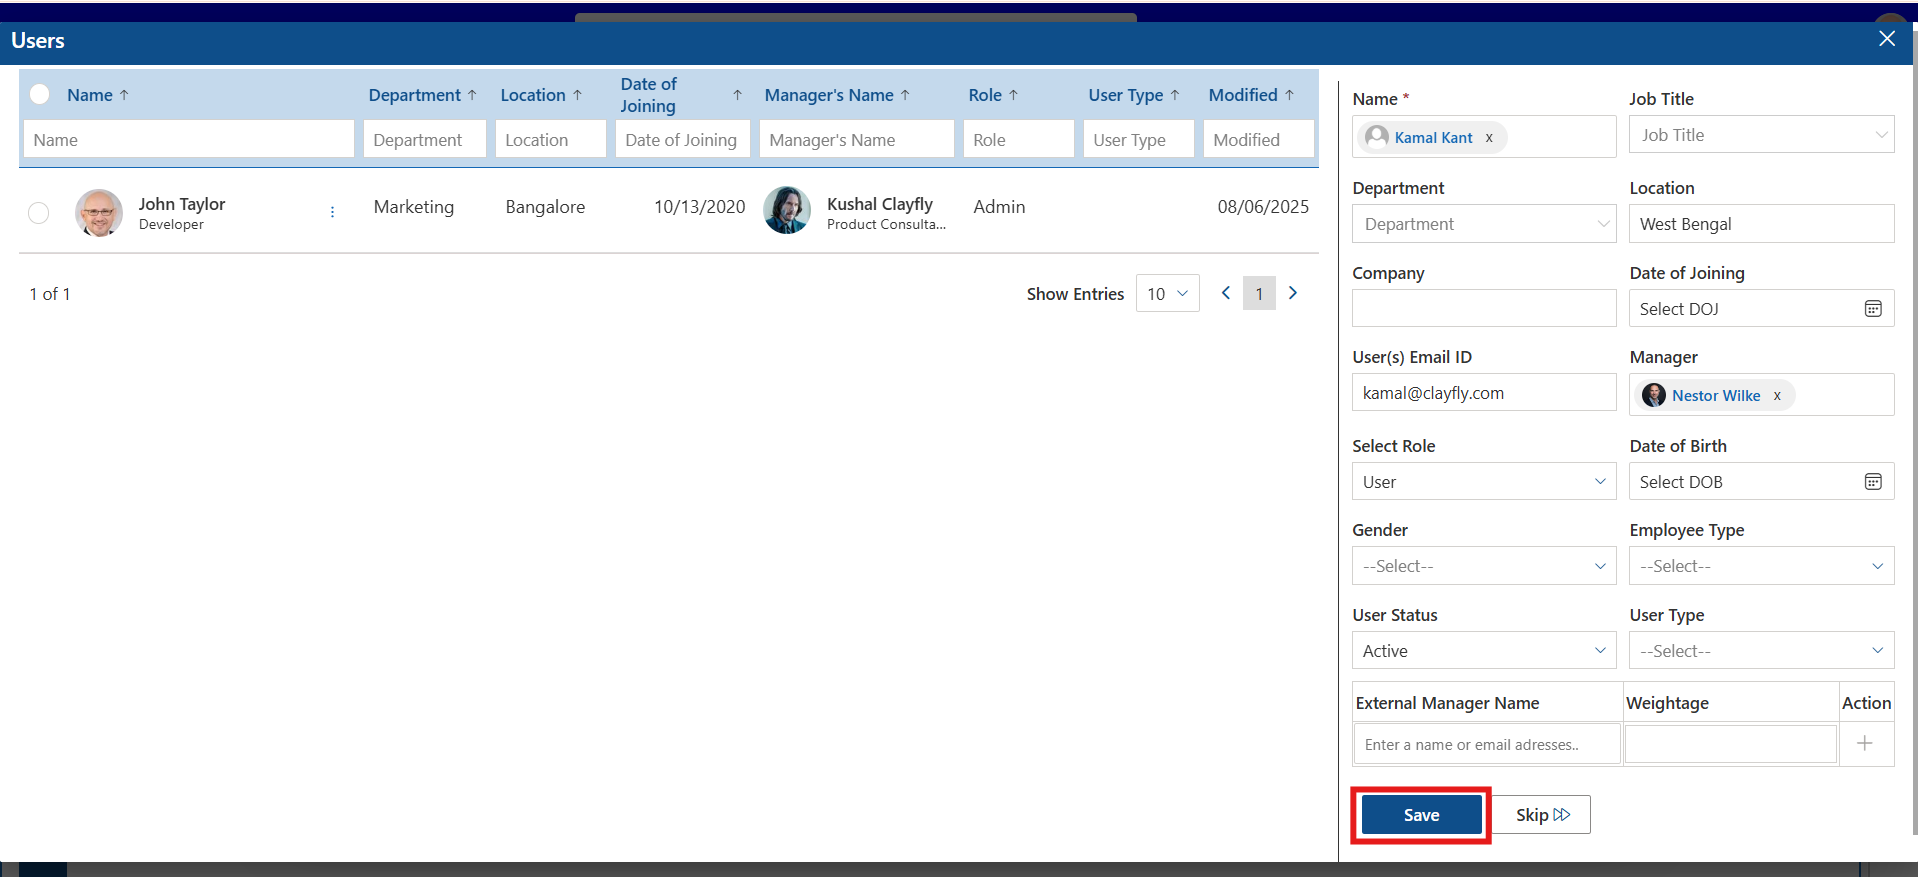 Users
Name Department Location Date of Joining Manager's Name Role User Type Modified
Name Department Location Date of Joining Manager's Name Role User Type Modified
John Taylor
Developer
Marketing Bangalore 10/13/2020
Kushal Clayfly
Product Consulta...
Admin 08/06/2025
1 of 1
Show Entries 10 1
Name * Job Title
Kamal Kant x Job Title
Department Location
Department West Bengal
Company Date of Joining
Select DOJ
User(s) Email ID Manager
kamal@clayfly.com Nestor Wilke x
Select Role Date of Birth
User Select DOB
Gender Employee Type
--Select-- --Select--
User Status User Type
Active --Select--
External Manager Name Weightage Action
Enter a name or email adresses..
Save Skip